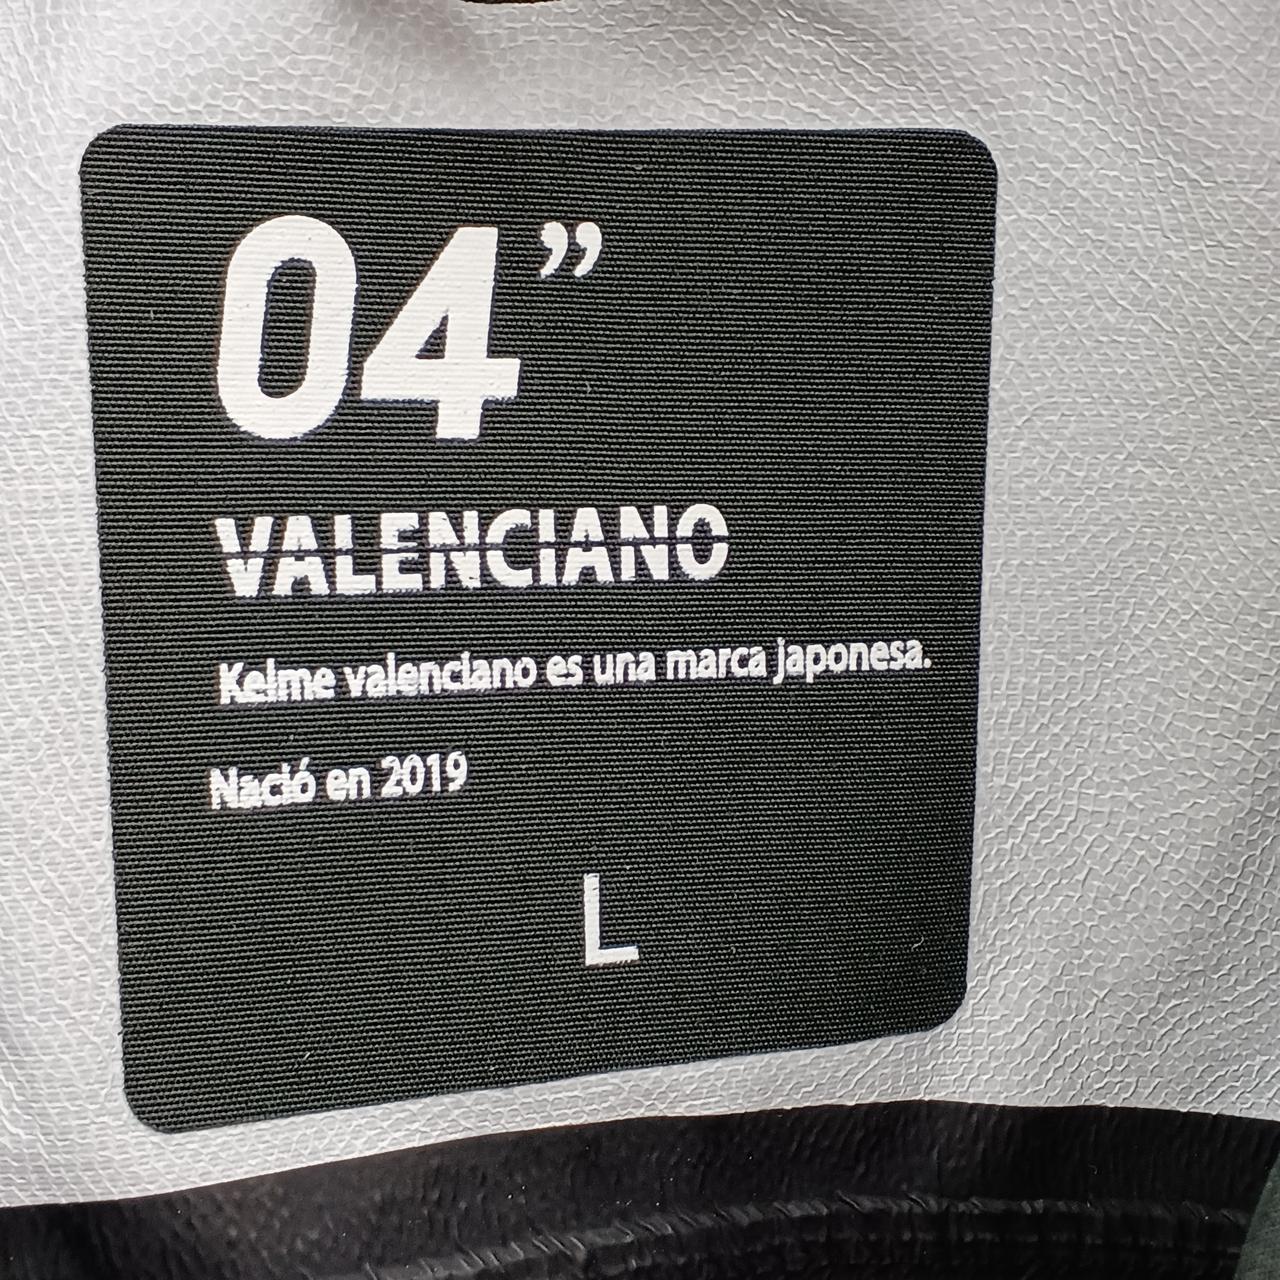 04”
VALENCIANO
Kelme valenciano es una marca japonesa.
Nació en 2019
L